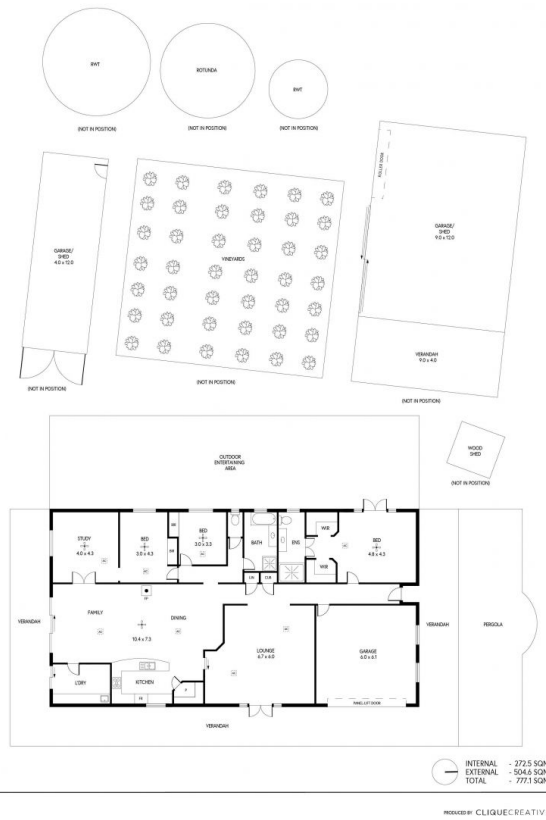 RWT
ROTUNDA
RWT
(NOT IN POSITION)
(NOT IN POSITION)
(NOT IN POSITION)
ROLLER DOOR
GARAGE/
SHED
4.0 x 12.0
VINEYARDS
GARAGE/
SHED
9.0 x 12.0
VERANDAH
9.0 x 4.0
(NOT IN POSITION)
(NOT IN POSITION)
(NOT IN POSITION)
WOOD
SHED
(NOT IN POSITION)
OUTDOOR
ENTERTAINING
AREA
STUDY
4.0 x 4.3
BED
3.0 x 4.3
BED
3.0 x 3.3
BATH
ENS
WIR
WIR
BED
4.8 x 4.3
VERANDAH
FAMILY
DINING
10.4 x 7.3
LOUNGE
6.7 x 6.0
GARAGE
6.0 x 6.1
VERANDAH
PERGOLA
L'DRY
KITCHEN
P
PANEL LIFT DOOR
VERANDAH
INTERNAL - 272.5 SQM
EXTERNAL - 504.6 SQM
TOTAL - 777.1 SQM
PRODUCED BY CLIQUECREATIV